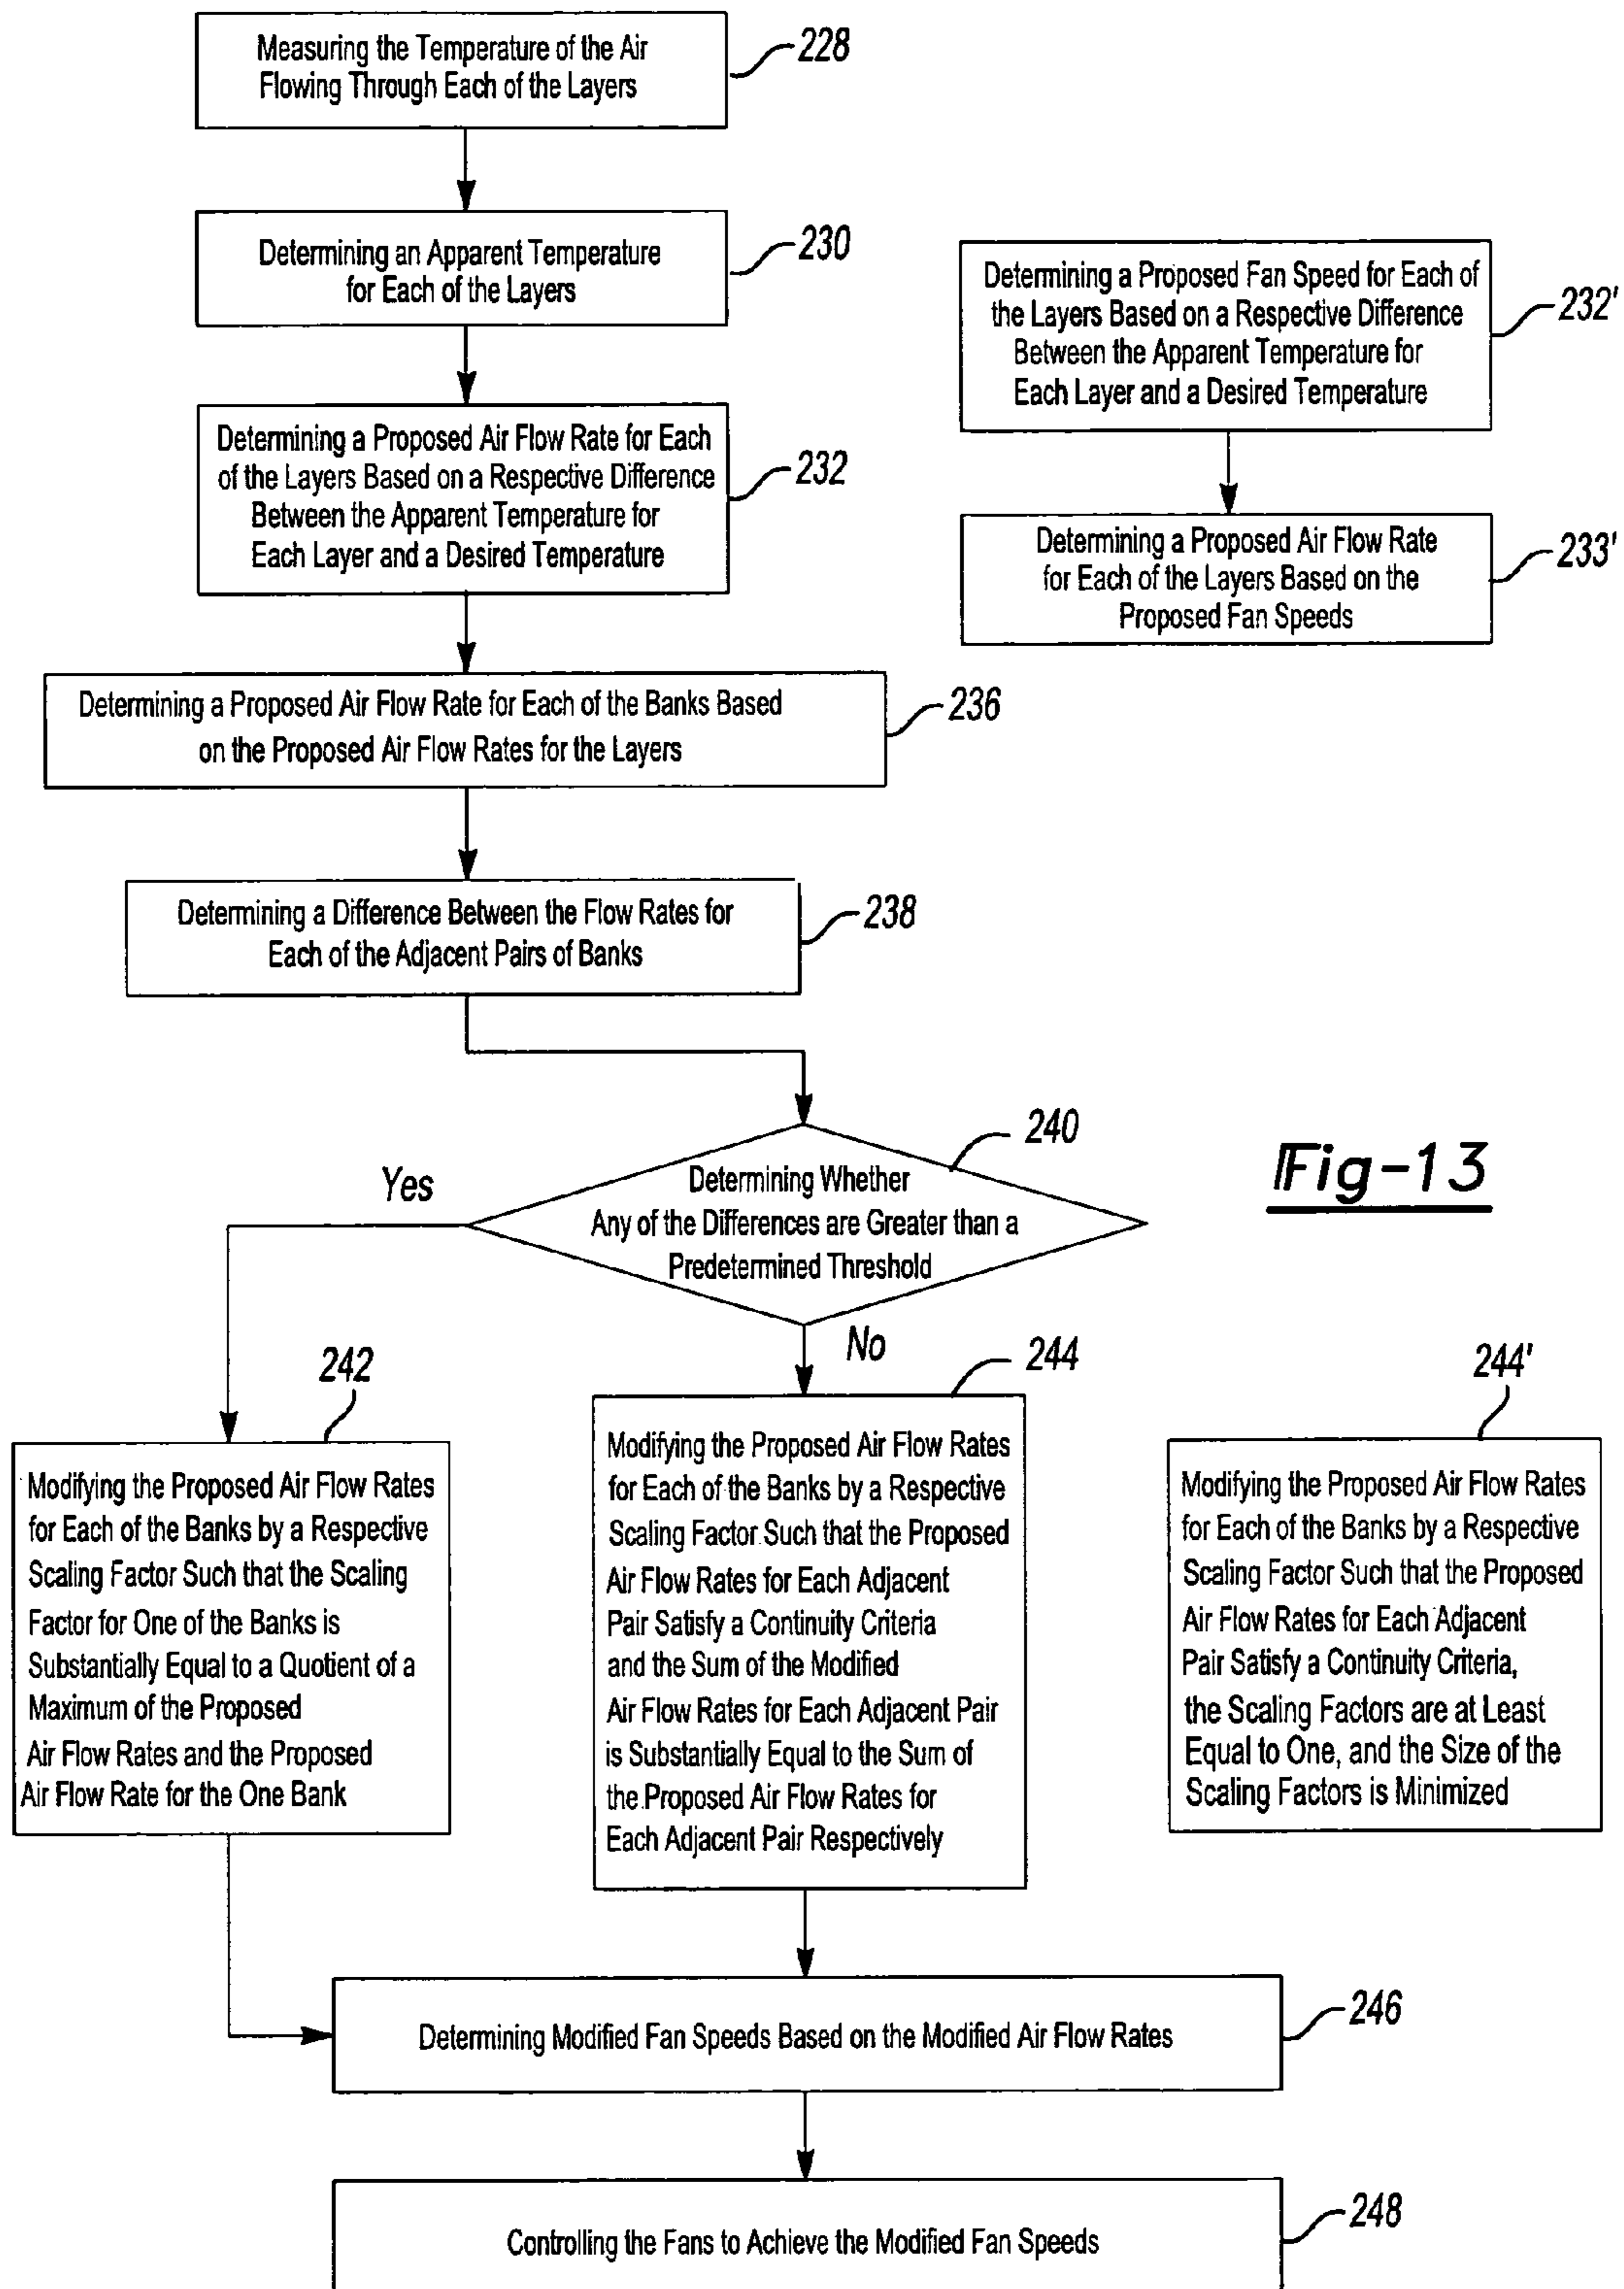 Measuring the Temperature of the Air
Flowing Through Each of the Layers
228
Determining an Apparent Temperature
for Each of the Layers
230
Determining a Proposed Fan Speed for Each of
the Layers Based on a Respective Difference
Between the Apparent Temperature for
Each Layer and a Desired Temperature
232'
Determining a Proposed Air Flow Rate for Each
of the Layers Based on a Respective Difference
Between the Apparent Temperature for
Each Layer and a Desired Temperature
232
Determining a Proposed Air Flow Rate
for Each of the Layers Based on the
Proposed Fan Speeds
233'
Determining a Proposed Air Flow Rate for Each of the Banks Based
on the Proposed Air Flow Rates for the Layers
236
Determining a Difference Between the Flow Rates for
Each of the Adjacent Pairs of Banks
238
240
Determining Whether
Any of the Differences are Greater than a
Predetermined Threshold
Yes
No
Fig-13
242
Modifying the Proposed Air Flow Rates
for Each of the Banks by a Respective
Scaling Factor Such that the Scaling
Factor for One of the Banks is
Substantially Equal to a Quotient of a
Maximum of the Proposed
Air Flow Rates and the Proposed
Air Flow Rate for the One Bank
244
Modifying the Proposed Air Flow Rates
for Each of the Banks by a Respective
Scaling Factor Such that the Proposed
Air Flow Rates for Each Adjacent
Pair Satisfy a Continuity Criteria
and the Sum of the Modified
Air Flow Rates for Each Adjacent Pair
is Substantially Equal to the Sum of
the Proposed Air Flow Rates for
Each Adjacent Pair Respectively
244'
Modifying the Proposed Air Flow Rates
for Each of the Banks by a Respective
Scaling Factor Such that the Proposed
Air Flow Rates for Each Adjacent
Pair Satisfy a Continuity Criteria,
the Scaling Factors are at Least
Equal to One, and the Size of the
Scaling Factors is Minimized
Determining Modified Fan Speeds Based on the Modified Air Flow Rates
246
Controlling the Fans to Achieve the Modified Fan Speeds
248